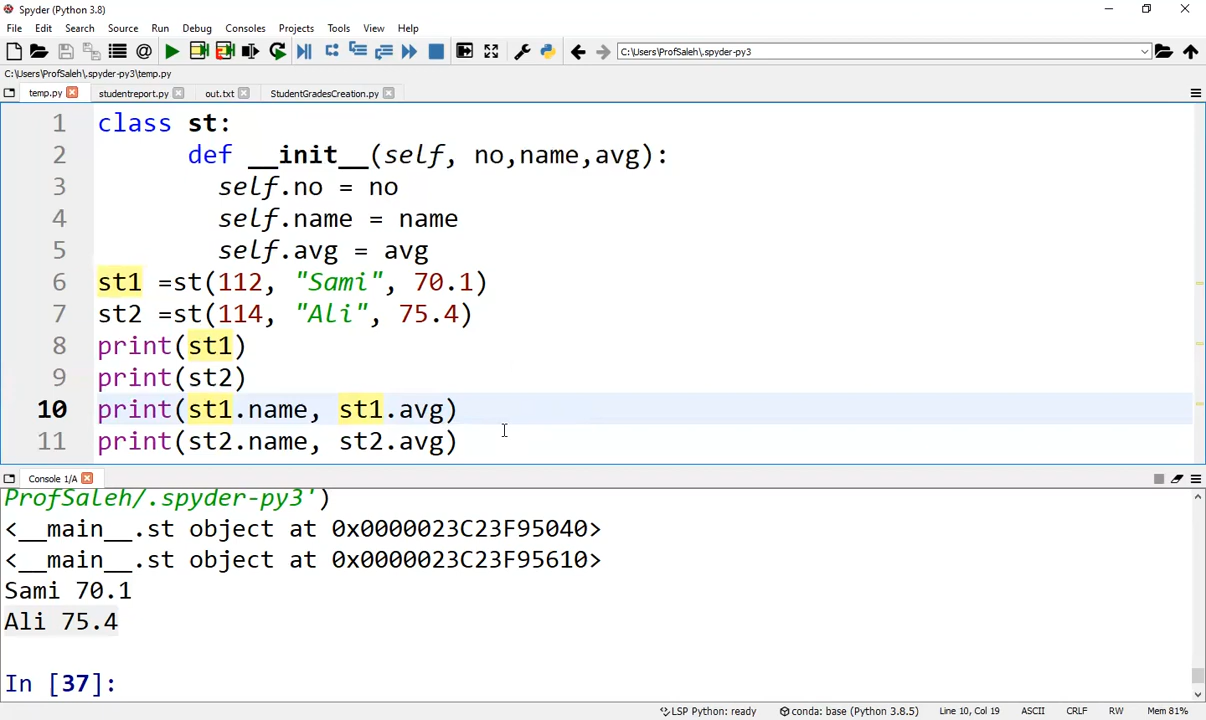 Spyder (Python 3.8)
File Edit Search Source Run Debug Consoles Projects Tools View Help
C:\Users\ProfSaleh\.spyder-py3
C:\Users\ProfSaleh\.spyder-py3\temp.py
temp.py studentreport.py out.txt StudentGradesCreation.py
1 class st:
2 def __init__(self, no,name,avg):
3 self.no = no
4 self.name = name
5 self.avg = avg
6 st1 =st(112, "Sami", 70.1)
7 st2 =st(114, "Ali", 75.4)
8 print(st1)
9 print(st2)
10 print(st1.name, st1.avg)
11 print(st2.name, st2.avg)
Console 1/A
ProfSaleh/.spyder-py3')
<__main__.st object at 0x0000023C23F95040>
<__main__.st object at 0x0000023C23F95610>
Sami 70.1
Ali 75.4
In [37]:
LSP Python: ready conda: base (Python 3.8.5) Line 10, Col 19 ASCII CRLF RW Mem 81%